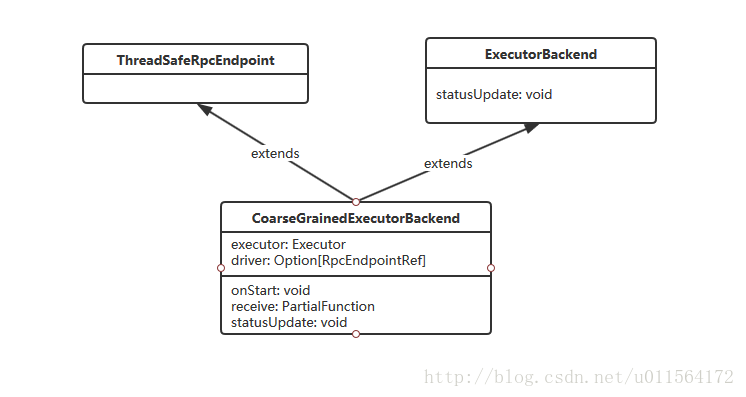 ThreadSafeRpcEndpoint
ExecutorBackend
statusUpdate: void
extends
extends
CoarseGrainedExecutorBackend
executor: Executor
driver: Option[RpcEndpointRef]
onStart: void
receive: PartialFunction
statusUpdate: void
http://blog.csdn.net/u011564172